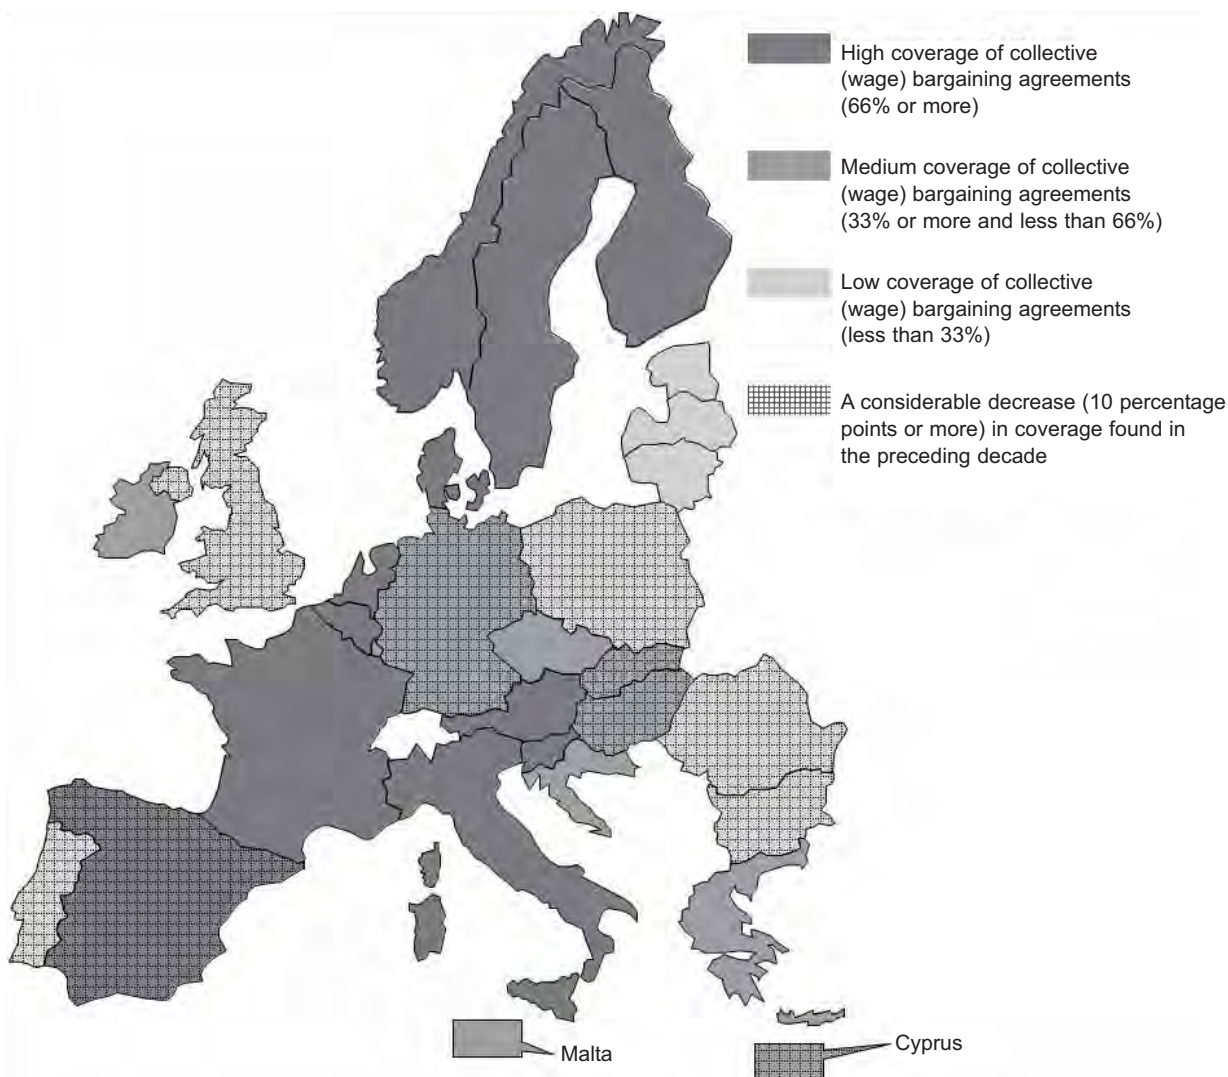 High coverage of collective
(wage) bargaining agreements
(66% or more)
Medium coverage of collective
(wage) bargaining agreements
(33% or more and less than 66%)
Low coverage of collective
(wage) bargaining agreements
(less than 33%)
A considerable decrease (10 percentage
points or more) in coverage found in
the preceding decade
Malta
Cyprus